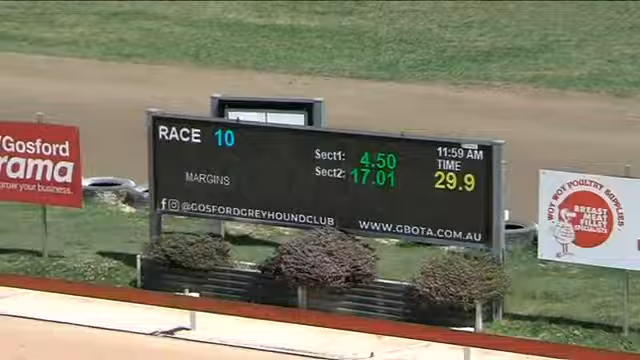 Gosford
rama
row your business.
RACE 10
Sect1: 4.50
Sect2: 17.01
11:59 AM
TIME
29.9
MARGINS
@GOSFORDGREYHOUNDCLUB
WWW.GBOTA.COM.AU
WOY WOY POULTRY SUPPLIES
BREAST
MEAT
FILLET
SPECIALISTS